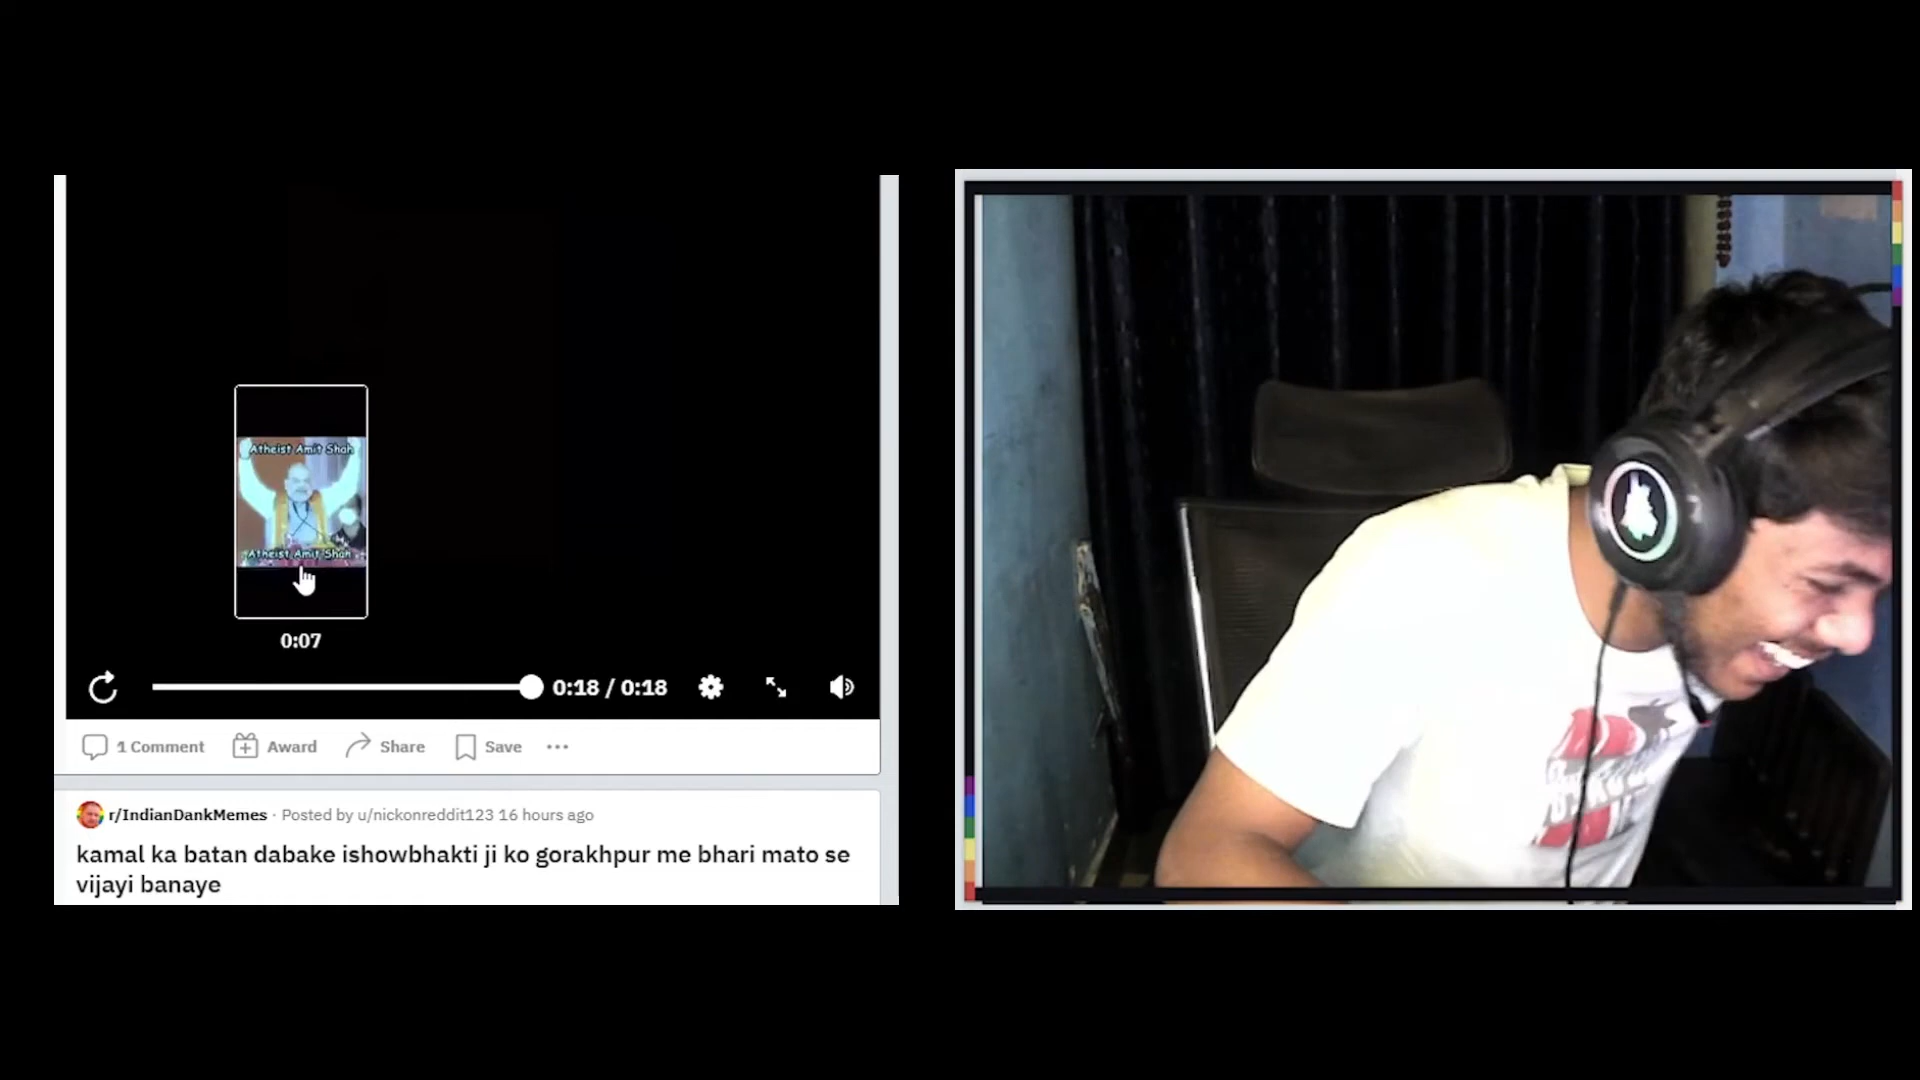 Atheist Amit Shah
Atheist Amit Shah
0:07
0:18 / 0:18
1 Comment
Award
Share
Save
r/IndianDankMemes · Posted by u/nickonreddit123 16 hours ago
kamal ka batan dabake ishowbhakti ji ko gorakhpur me bhari mato se
vijayi banaye